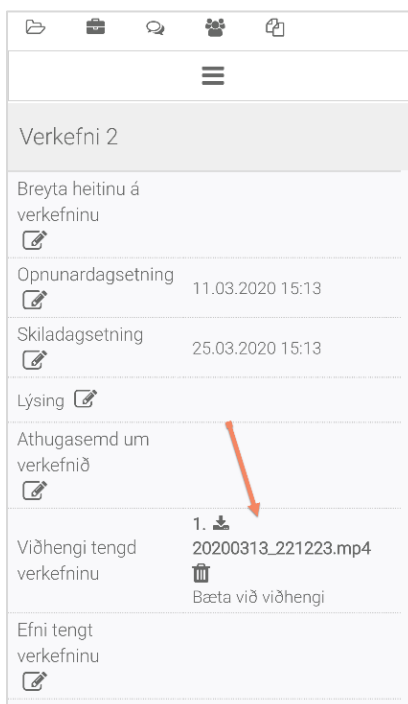 Verkefni 2
Breyta heitinu á
verkefninu
Opnunardagsetning
11.03.2020 15:13
Skiladagsetning
25.03.2020 15:13
Lýsing
Athugasemd um
verkefnið
Viðhengi tengd
verkefninu
1.
20200313_221223.mp4
Bæta við viðhengi
Efni tengt
verkefninu